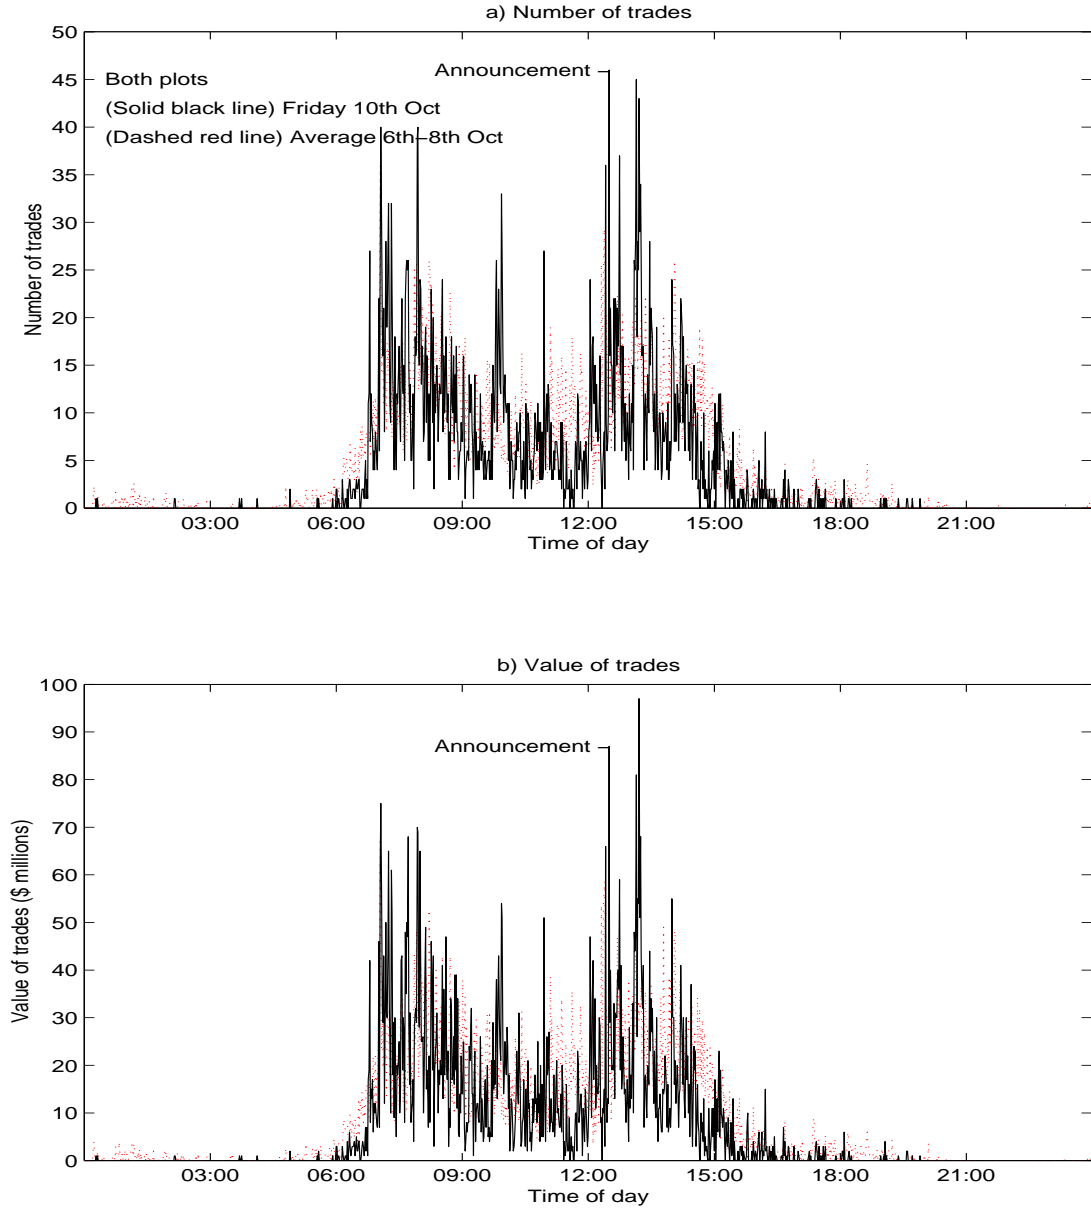 a) Number of trades
50
45
40
35
30
25
20
15
10
5
0
Number of trades
Announcement
Both plots
(Solid black line) Friday 10th Oct
(Dashed red line) Average 6th–8th Oct
03:00 06:00 09:00 12:00 15:00 18:00 21:00
Time of day
b) Value of trades
100
90
80
70
60
50
40
30
20
10
0
Value of trades ($ millions)
Announcement
03:00 06:00 09:00 12:00 15:00 18:00 21:00
Time of day